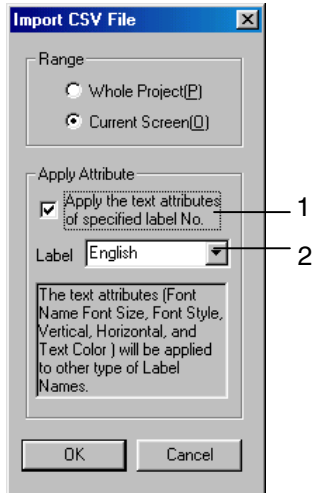 Import CSV File
Range
Whole Project(P)
Current Screen(O)
Apply Attribute
Apply the text attributes
of specified label No.
1
Label English
2
The text attributes (Font
Name Font Size, Font Style,
Vertical, Horizontal, and
Text Color ) will be applied
to other type of Label
Names.
OK Cancel